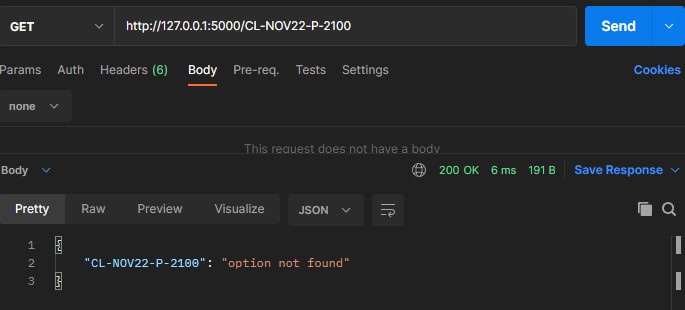 GET http://127.0.0.1:5000/CL-NOV22-P-2100 Send
Params Auth Headers (6) Body Pre-req. Tests Settings Cookies
none
This request does not have a body
Body 200 OK 6 ms 191 B Save Response
Pretty Raw Preview Visualize JSON
1 {
2 "CL-NOV22-P-2100": "option not found"
3 }